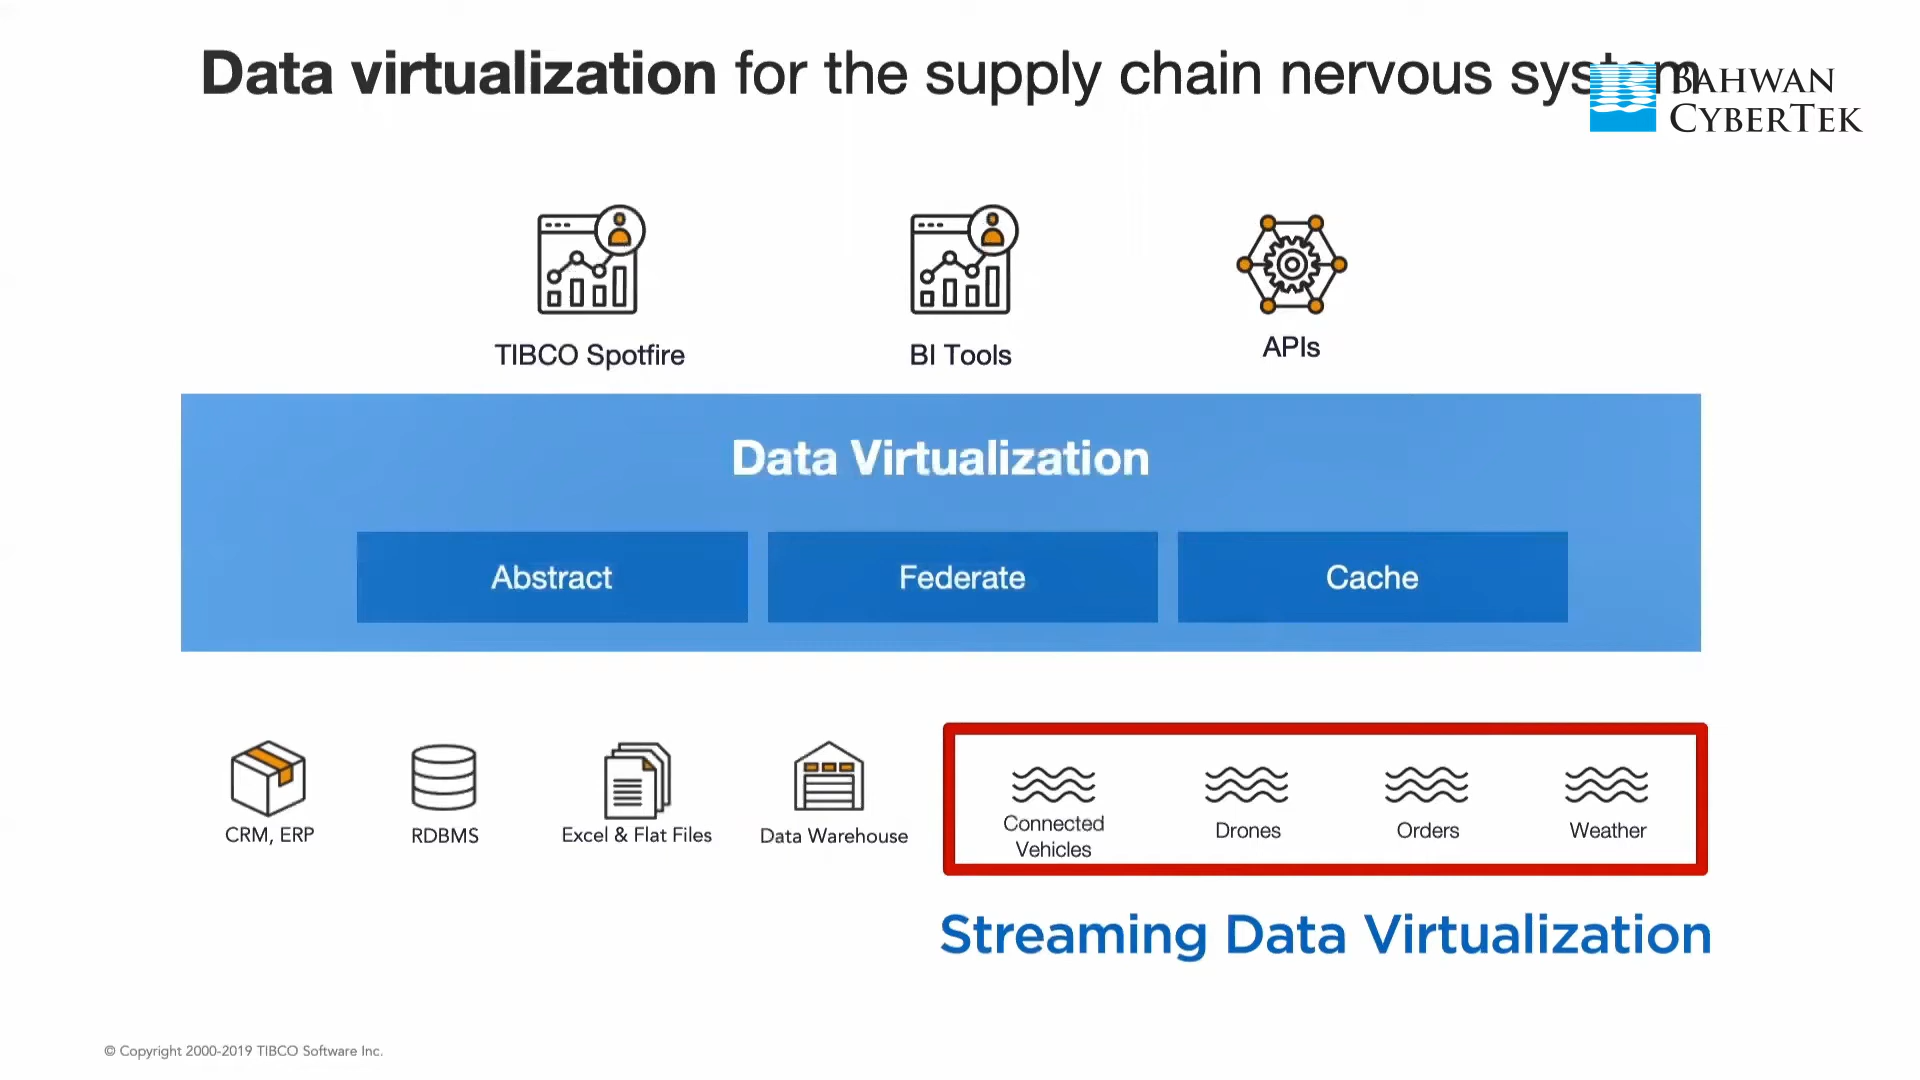 Data virtualization for the supply chain nervous system
BAHWAN
CYBERTEK
TIBCO Spotfire
BI Tools
APIs
Data Virtualization
Abstract
Federate
Cache
CRM, ERP
RDBMS
Excel & Flat Files
Data Warehouse
Connected
Vehicles
Drones
Orders
Weather
Streaming Data Virtualization
© Copyright 2000-2019 TIBCO Software Inc.